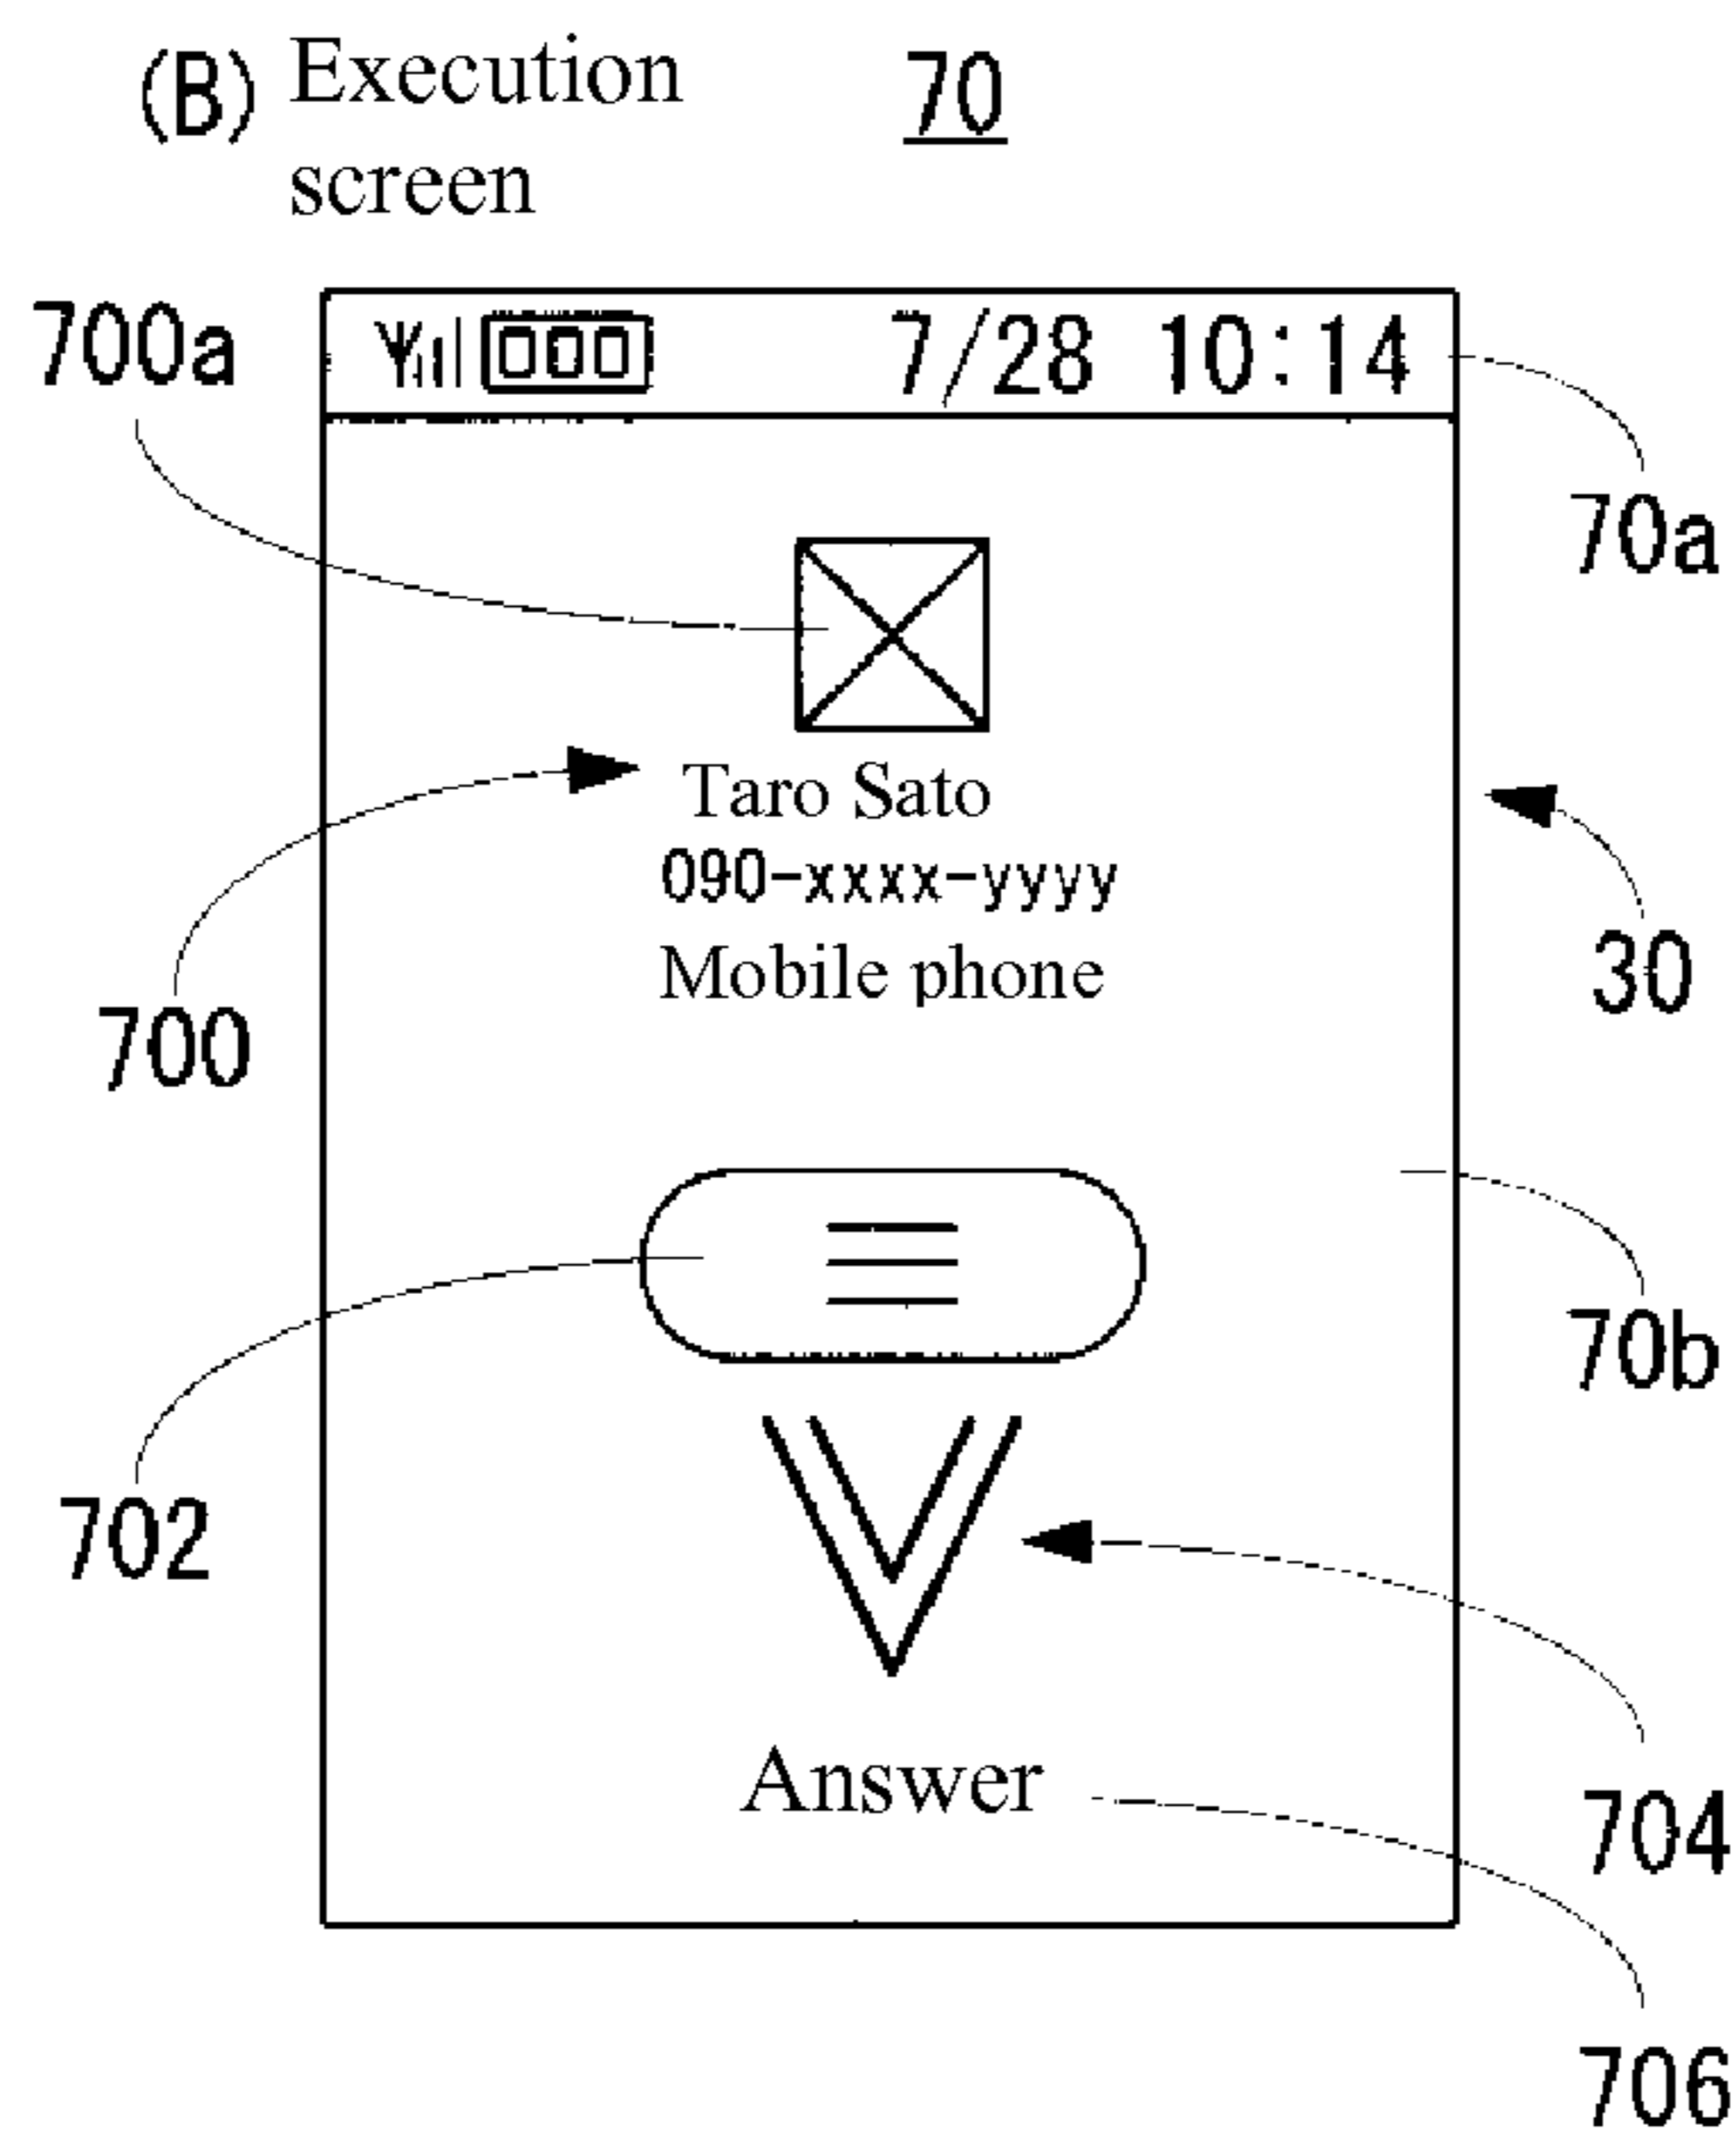 (B) Execution screen
70
700a
7/28 10:14
70a
Taro Sato
090-xxxx-yyyy
Mobile phone
30
700
70b
702
704
Answer
706